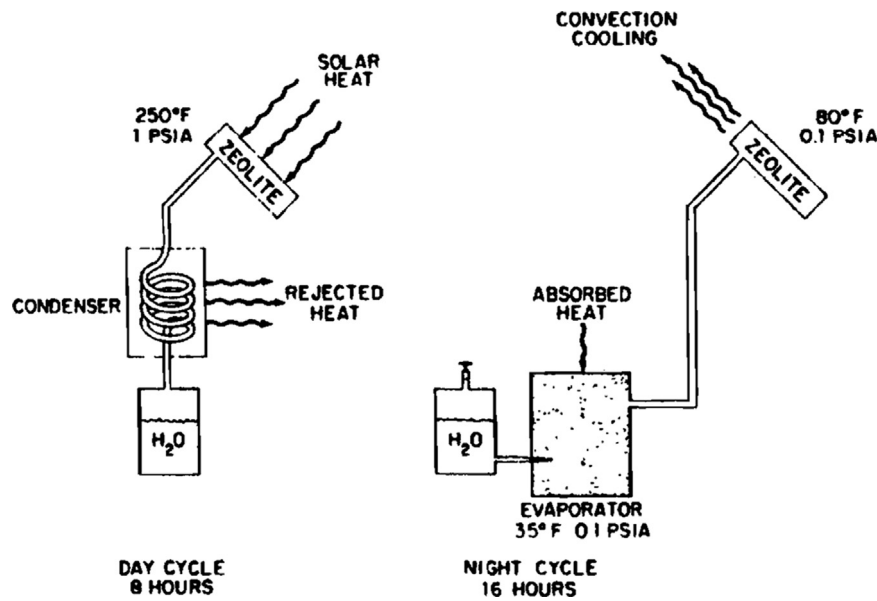 SOLAR
HEAT
250°F
1 PSIA
ZEOLITE
CONDENSER
REJECTED
HEAT
H2O
DAY CYCLE
8 HOURS
CONVECTION
COOLING
80°F
0.1 PSIA
ZEOLITE
ABSORBED
HEAT
H2O
EVAPORATOR
35°F 0.1 PSIA
NIGHT CYCLE
16 HOURS